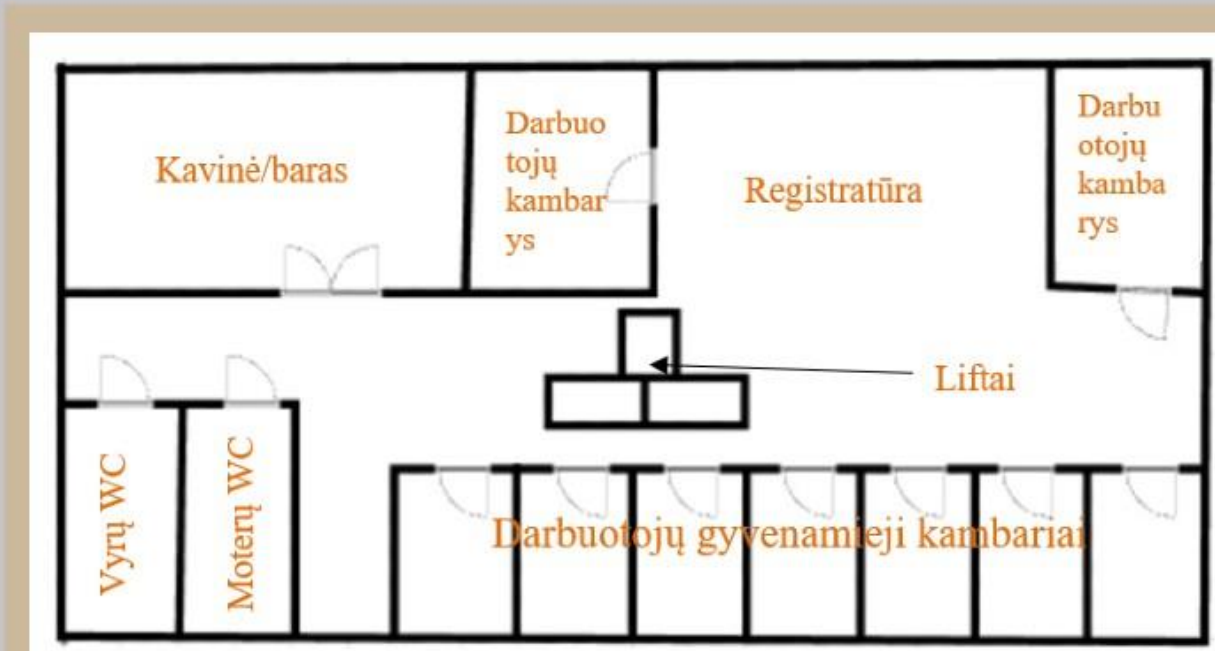 Kavinė/baras
Darbuo
tojų
kambar
ys
Registratūra
Darbu
otojų
kamba
rys
Liftai
Vyrų WC
Moterų WC
Darbuotojų gyvenamieji kambariai